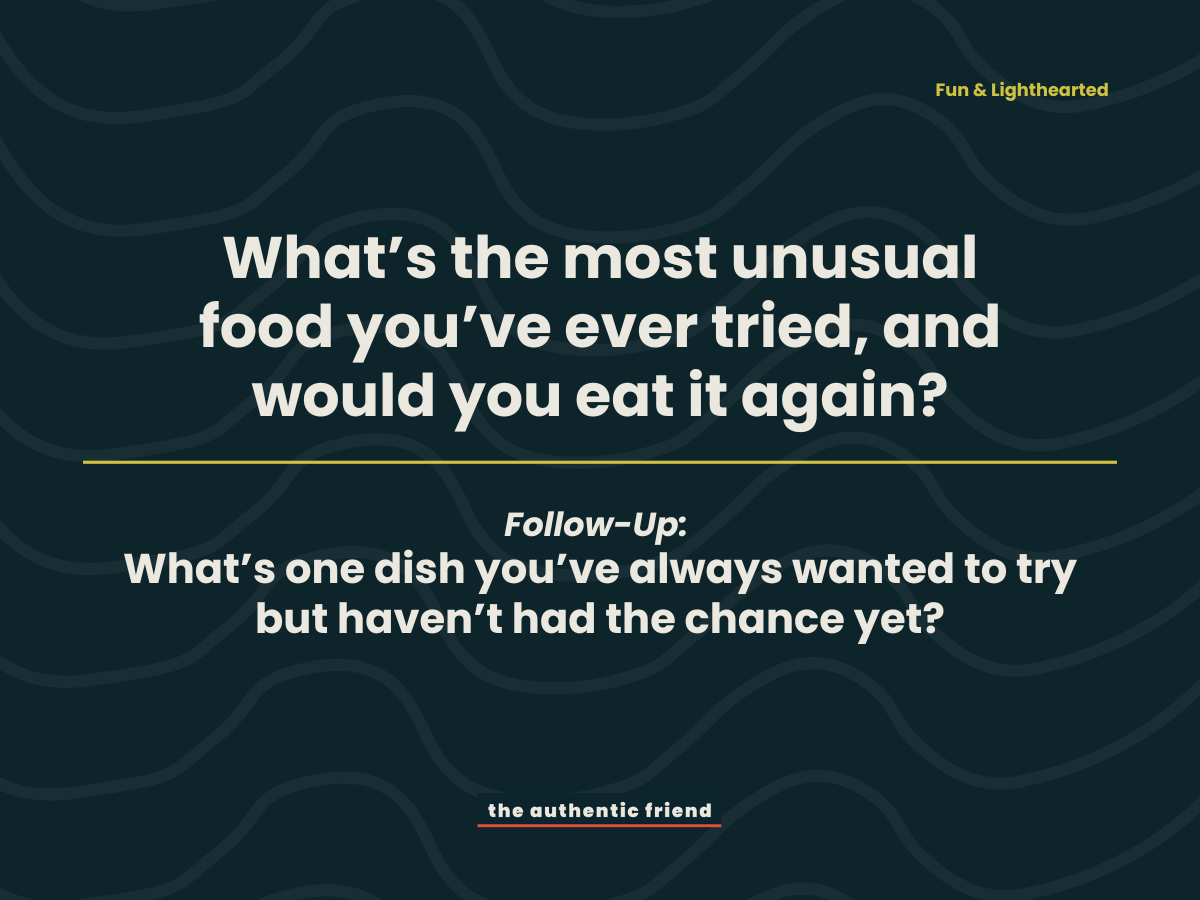 Fun & Lighthearted
What’s the most unusual
food you’ve ever tried, and
would you eat it again?
Follow-Up:
What’s one dish you’ve always wanted to try
but haven’t had the chance yet?
the authentic friend